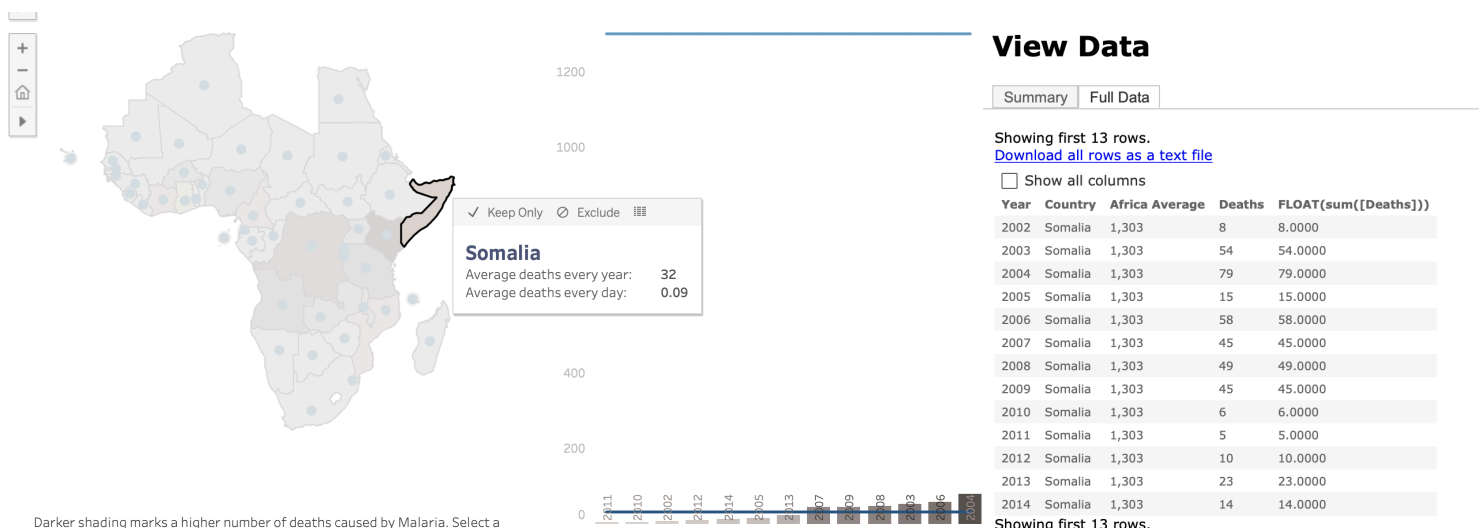 +
−
1200
1000
400
200
0
Keep Only Exclude
Somalia
Average deaths every year: 32
Average deaths every day: 0.09
2011 2010 2002 2012 2014 2005 2013 2007 2009 2008 2003 2006 2004
Darker shading marks a higher number of deaths caused by Malaria. Select a
View Data
Summary Full Data
Showing first 13 rows.
Download all rows as a text file
Show all columns
Year Country Africa Average Deaths FLOAT(sum([Deaths]))
2002 Somalia 1,303 8 8.0000
2003 Somalia 1,303 54 54.0000
2004 Somalia 1,303 79 79.0000
2005 Somalia 1,303 15 15.0000
2006 Somalia 1,303 58 58.0000
2007 Somalia 1,303 45 45.0000
2008 Somalia 1,303 49 49.0000
2009 Somalia 1,303 45 45.0000
2010 Somalia 1,303 6 6.0000
2011 Somalia 1,303 5 5.0000
2012 Somalia 1,303 10 10.0000
2013 Somalia 1,303 23 23.0000
2014 Somalia 1,303 14 14.0000
Showing first 13 rows.